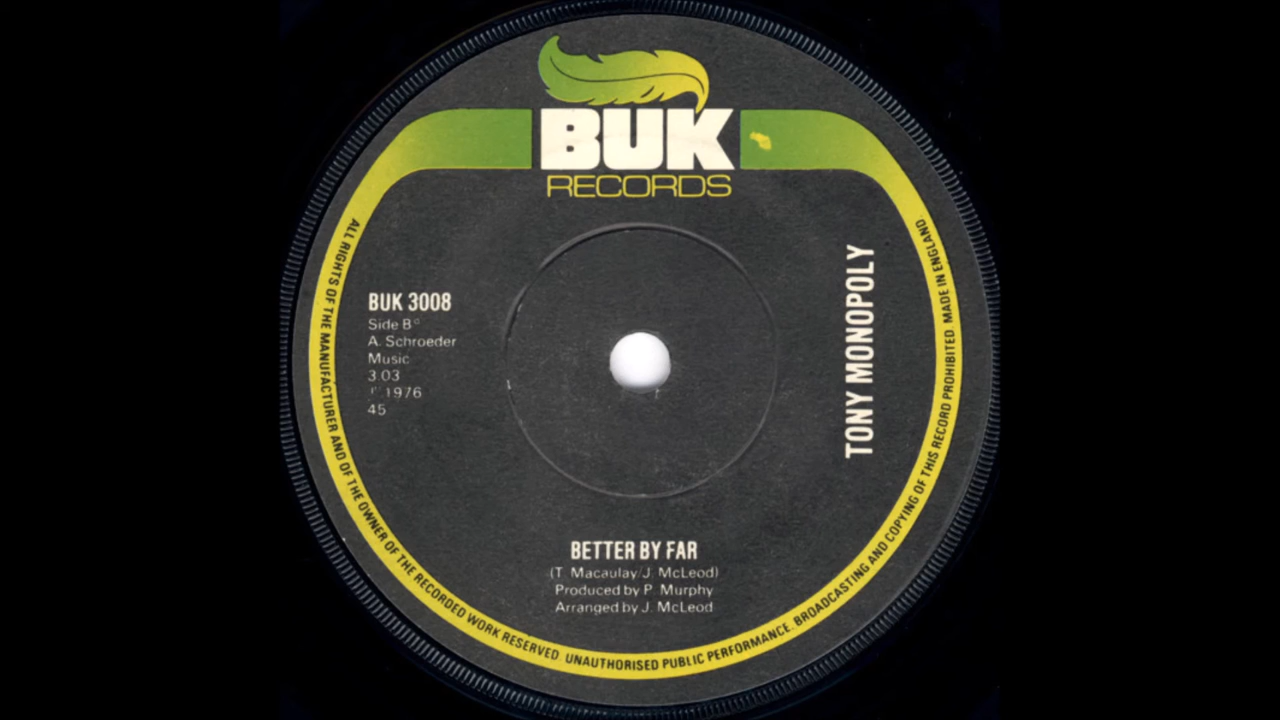 BUK
RECORDS
BUK 3008
Side B
A. Schroeder
Music
3.03
1976
45
TONY MONOPOLY
BETTER BY FAR
(T. Macaulay/J. McLeod)
Produced by P. Murphy
Arranged by J. McLeod
ALL RIGHTS OF THE MANUFACTURER AND OF THE OWNER OF THE RECORDED WORK RESERVED. UNAUTHORISED PUBLIC PERFORMANCE. BROADCASTING AND COPYING OF THIS RECORD PROHIBITED. MADE IN ENGLAND.